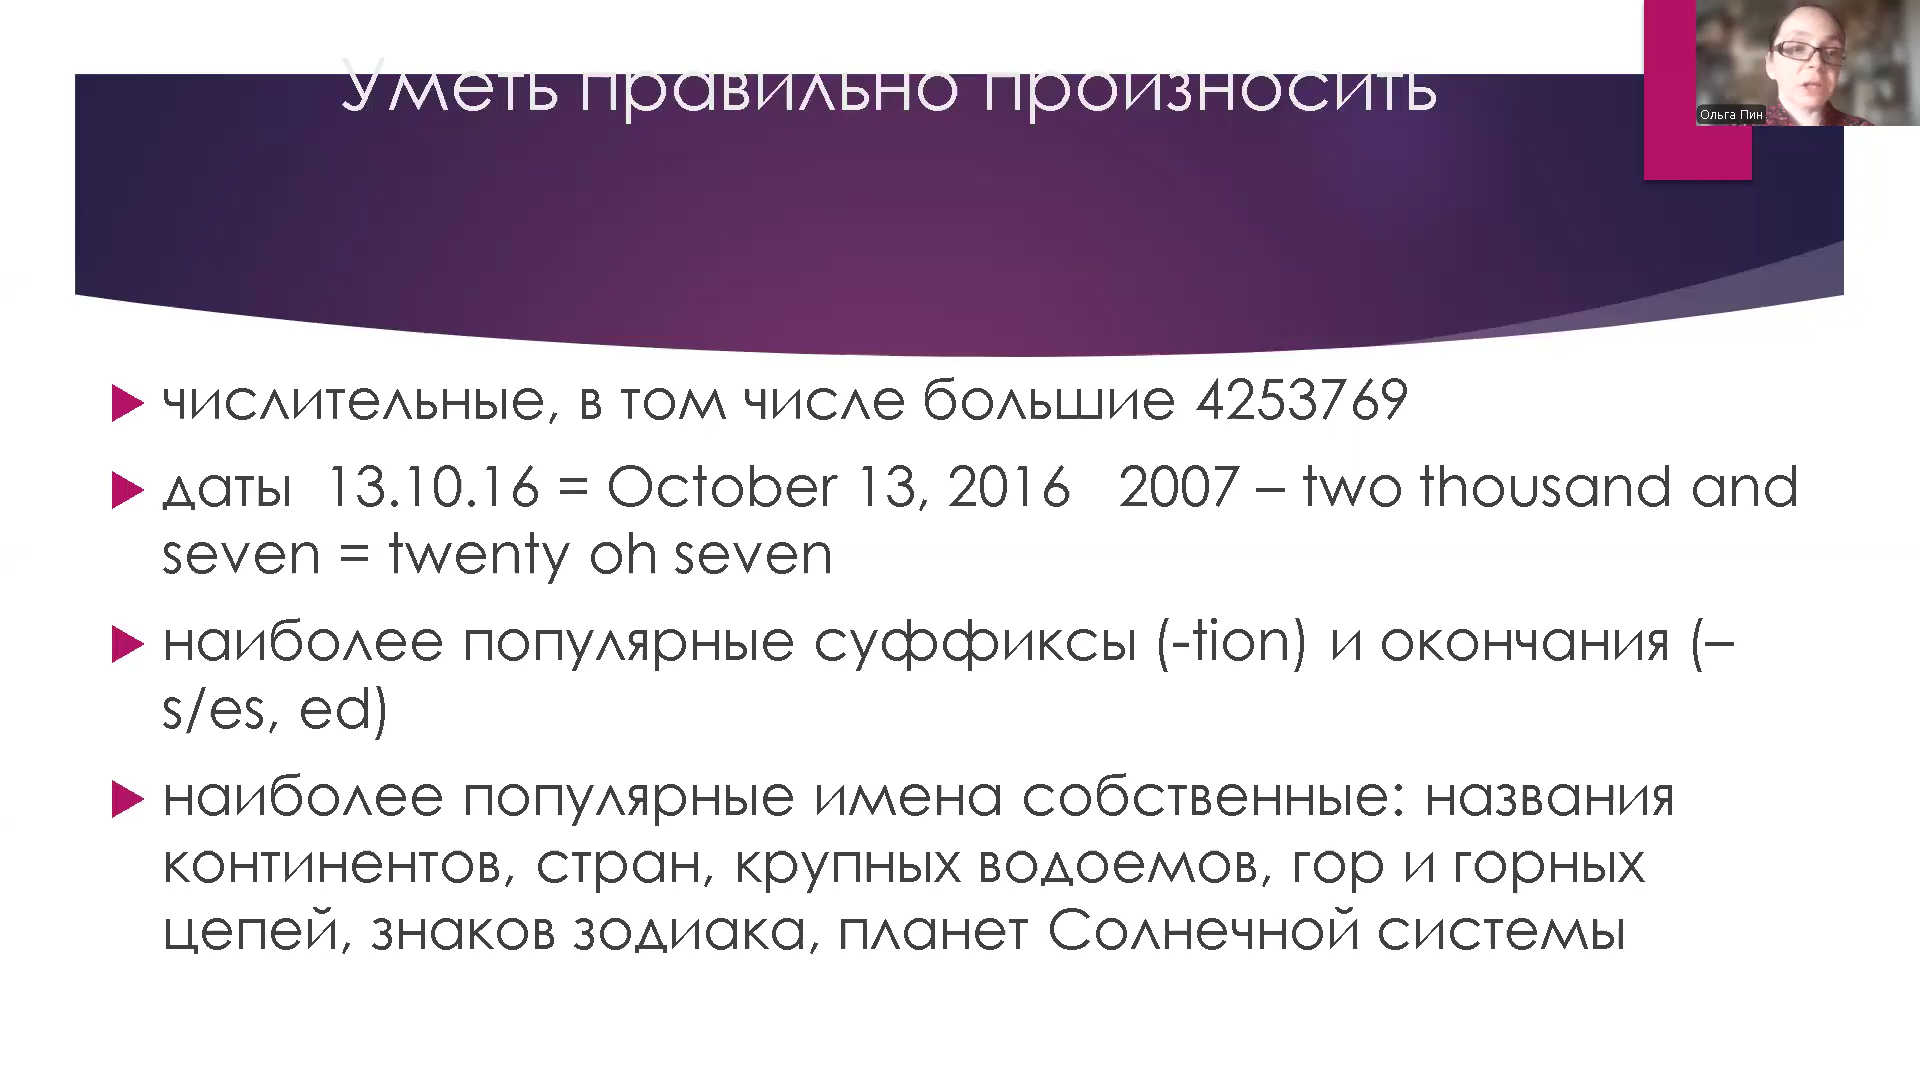 Уметь правильно произносить
Ольга Пин
числительные, в том числе большие 4253769
даты 13.10.16 = October 13, 2016 2007 – two thousand and
seven = twenty oh seven
наиболее популярные суффиксы (-tion) и окончания (–
s/es, ed)
наиболее популярные имена собственные: названия
континентов, стран, крупных водоемов, гор и горных
цепей, знаков зодиака, планет Солнечной системы